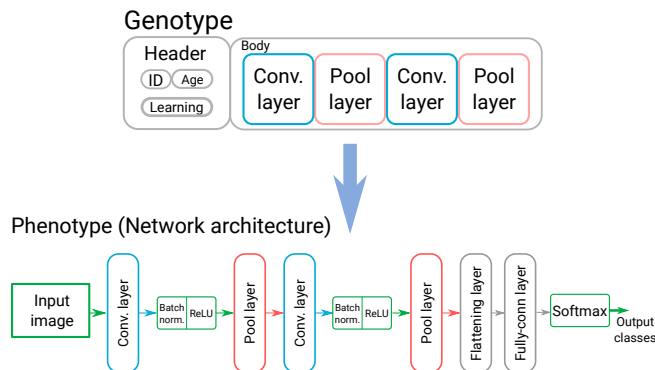 Genotype
Header
ID
Age
Learning
Body
Conv.
layer
Pool
layer
Conv.
layer
Pool
layer
Phenotype (Network architecture)
Input
image
Conv. layer
Batch
norm.
ReLU
Pool layer
Conv. layer
Batch
norm.
ReLU
Pool layer
Flattening layer
Fully-conn layer
Softmax
Output
classes